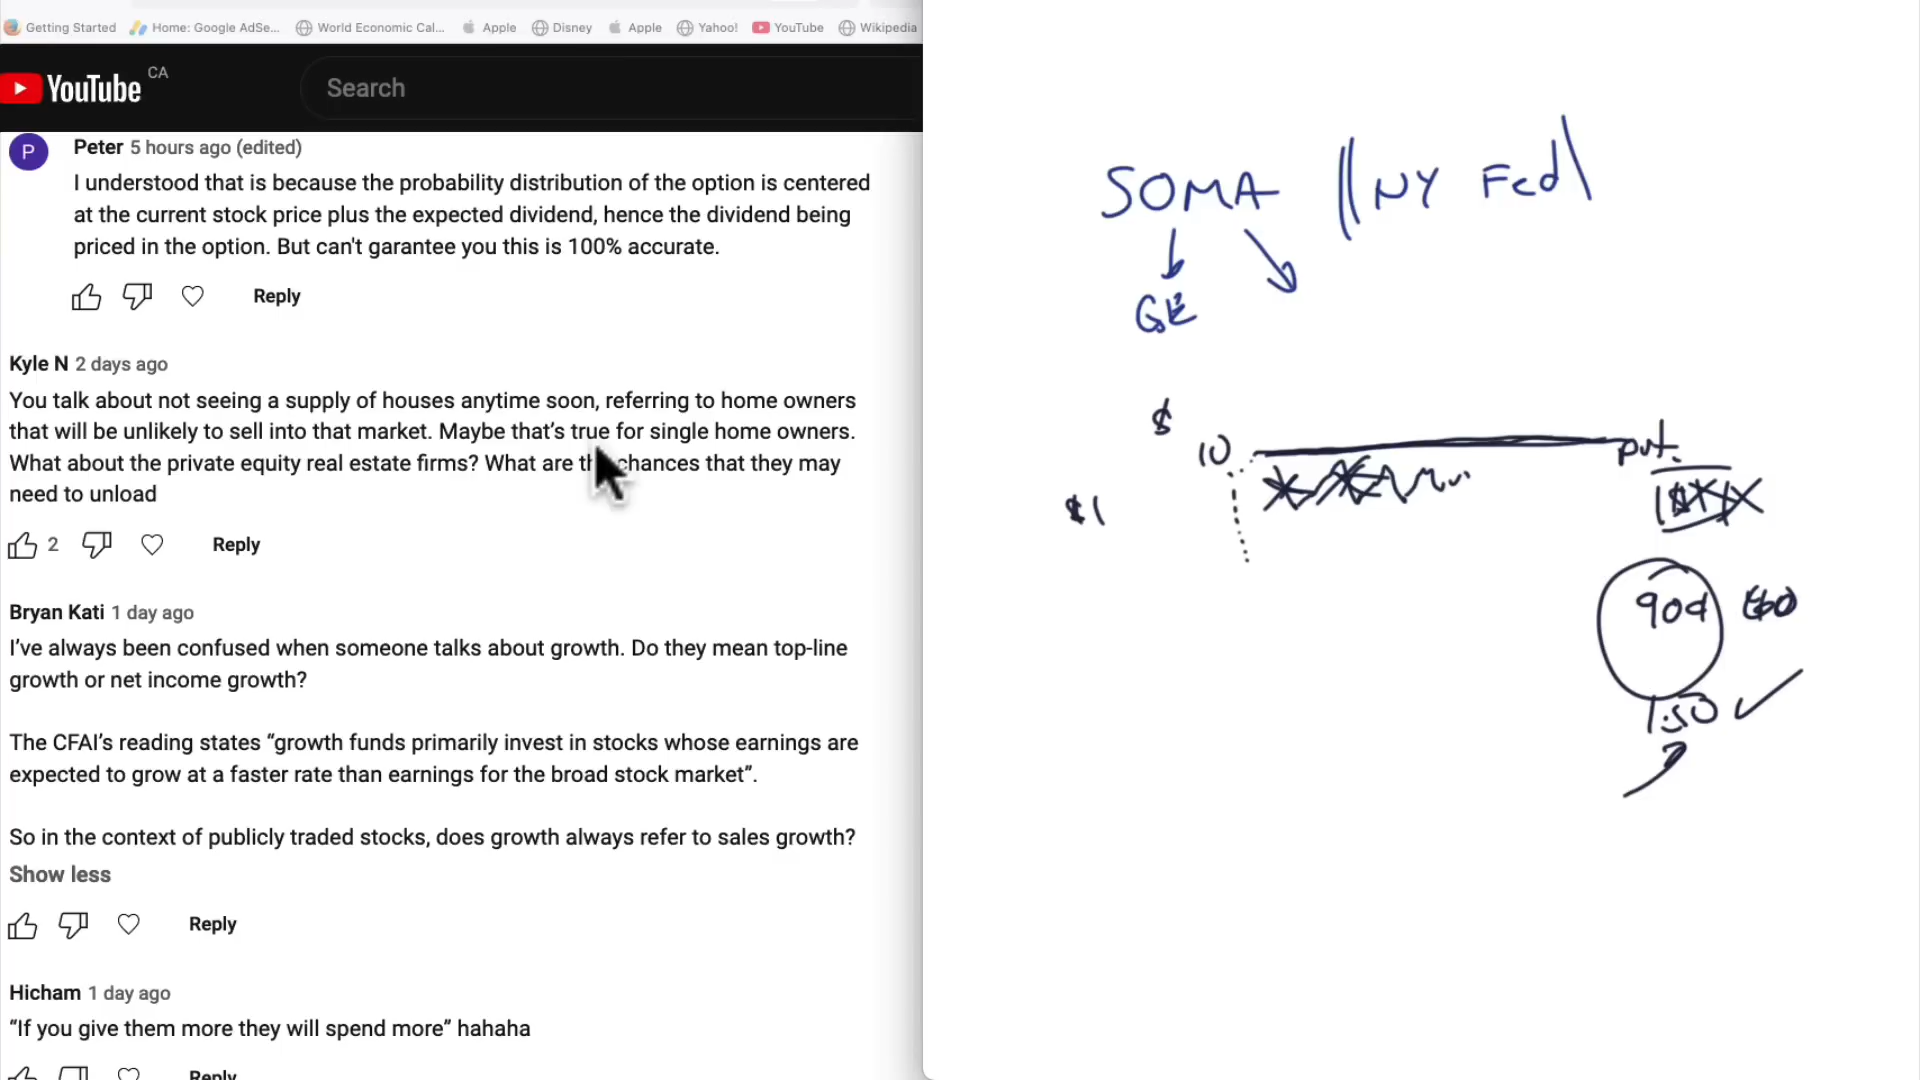 Getting Started Home: Google AdSe... World Economic Cal... Apple Disney Apple Yahoo! YouTube Wikipedia
YouTube CA
Search
P
Peter 5 hours ago (edited)
I understood that is because the probability distribution of the option is centered
at the current stock price plus the expected dividend, hence the dividend being
priced in the option. But can't garantee you this is 100% accurate.
Reply
Kyle N 2 days ago
You talk about not seeing a supply of houses anytime soon, referring to home owners
that will be unlikely to sell into that market. Maybe that's true for single home owners.
What about the private equity real estate firms? What are the chances that they may
need to unload
2 Reply
Bryan Kati 1 day ago
I've always been confused when someone talks about growth. Do they mean top-line
growth or net income growth?
The CFAI's reading states “growth funds primarily invest in stocks whose earnings are
expected to grow at a faster rate than earnings for the broad stock market”.
So in the context of publicly traded stocks, does growth always refer to sales growth?
Show less
Reply
Hicham 1 day ago
“If you give them more they will spend more” hahaha
Reply
SOMA NY Fed
GE
$
10 put.
$1
90d
1.50